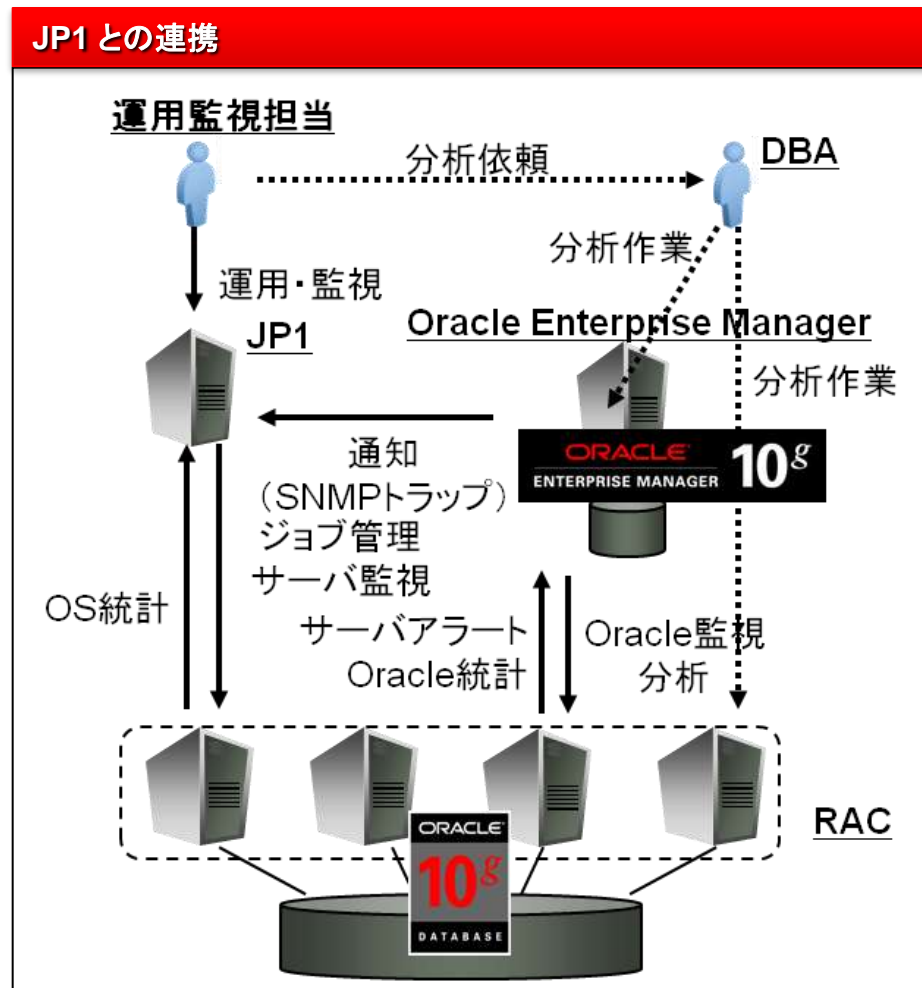 JP1 との連携
運用監視担当
分析依頼
DBA
分析作業
運用・監視
JP1
Oracle Enterprise Manager
分析作業
ORACLE
ENTERPRISE MANAGER 10g
通知
（SNMPトラップ）
ジョブ管理
サーバ監視
OS統計
サーバアラート
Oracle統計
Oracle監視
分析
RAC
ORACLE
10g
DATABASE